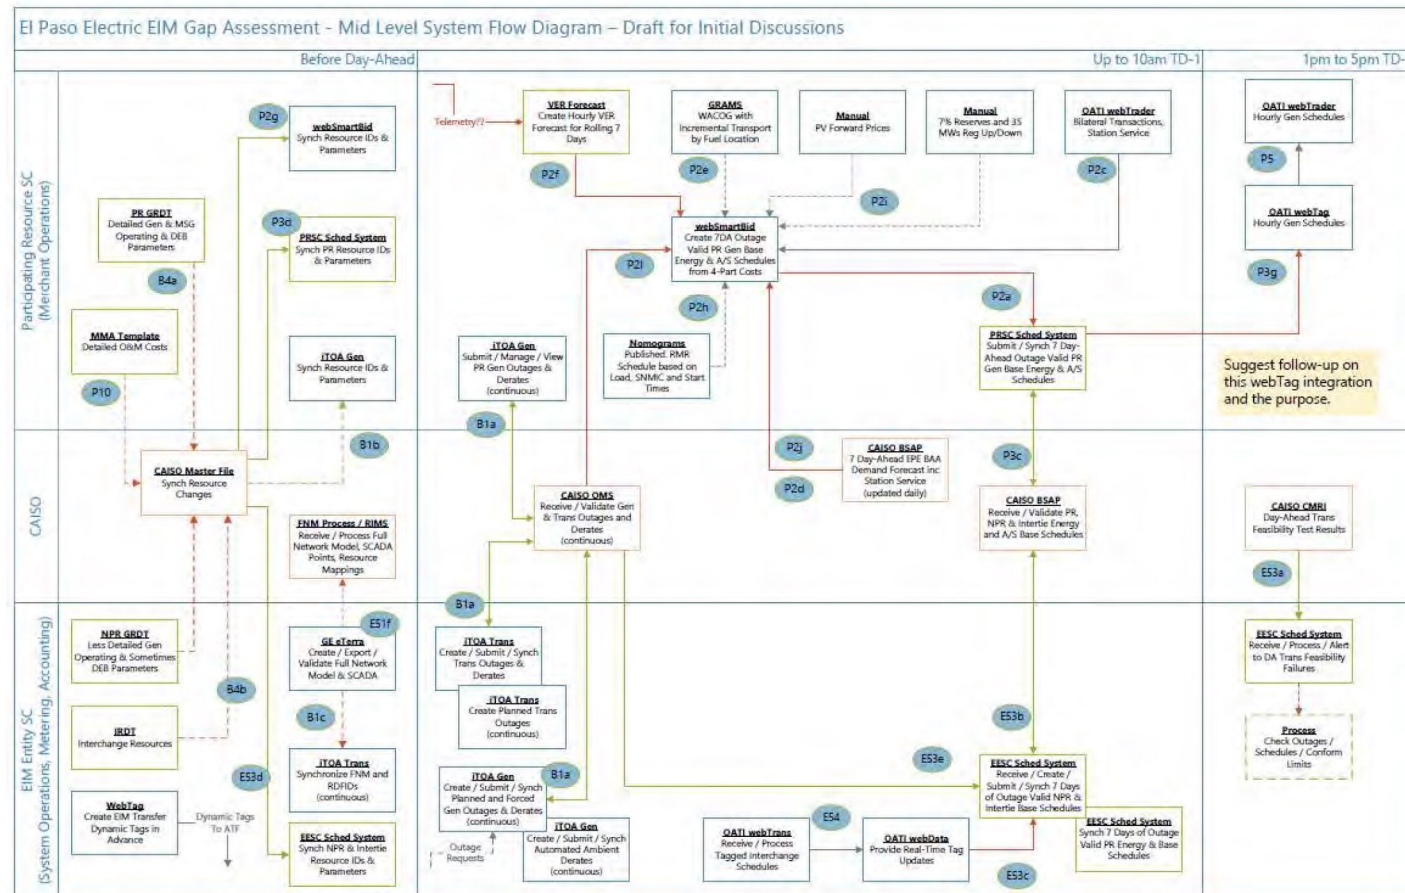 El Paso Electric EIM Gap Assessment - Mid Level System Flow Diagram – Draft for Initial Discussions
Before Day-Ahead
Up to 10am TD-1
1pm to 5pm TD-
Participating Resource SC
(Merchant Operations)
P2g
webSmartBid
Synch Resource IDs &
Parameters
PR GRDT
Detailed Gen & MSG
Operating & DEB
Parameters
P3d
PRSC Sched System
Synch PR Resource IDs
& Parameters
B4a
MMA Template
Detailed O&M Costs
P10
iTOA Gen
Synch Resource IDs &
Parameters
B1b
Telemetry??
VER Forecast
Create Hourly VER
Forecast for Rolling 7
Days
P2f
GRAMS
WACOG with
Incremental Transport
by Fuel Location
P2e
Manual
PV Forward Prices
P2i
Manual
7% Reserves and 35
MWs Reg Up/Down
OATI webTrader
Bilateral Transactions,
Station Service
P2c
webSmartBid
Create 7DA Outage
Valid PR Gen Base
Energy & A/S Schedules
from 4-Part Costs
P2l
P2h
P2a
iTOA Gen
Submit / Manage / View
PR Gen Outages &
Derates
(continuous)
B1a
Nomograms
Published. RMR
Schedule based on
Load, SNMIC and Start
Times
PRSC Sched System
Submit / Synch 7 Day-
Ahead Outage Valid PR
Gen Base Energy & A/S
Schedules
OATI webTrader
Hourly Gen Schedules
P5
OATI webTag
Hourly Gen Schedules
P3g
Suggest follow-up on
this webTag integration
and the purpose.
CAISO
CAISO Master File
Synch Resource
Changes
FNM Process / RIMS
Receive / Process Full
Network Model, SCADA
Points, Resource
Mappings
CAISO OMS
Receive / Validate Gen
& Trans Outages and
Derates
(continuous)
P2j
P2d
CAISO BSAP
7 Day-Ahead EPE BAA
Demand Forecast inc
Station Service
(updated daily)
P3c
CAISO BSAP
Receive / Validate PR,
NPR & Intertie Energy
and A/S Base Schedules
CAISO CMRI
Day-Ahead Trans
Feasibility Test Results
E53a
EIM Entity SC
(System Operations, Metering, Accounting)
NPR GRDT
Less Detailed Gen
Operating & Sometimes
DEB Parameters
B4b
IRDT
Interchange Resources
E53d
WebTag
Create EIM Transfer
Dynamic Tags in
Advance
Dynamic Tags
To ATF
E51f
GE eTerra
Create / Export /
Validate Full Network
Model & SCADA
B1c
iTOA Trans
Synchronize FNM and
RDFIDs
(continuous)
EESC Sched System
Synch NPR & Intertie
Resource IDs &
Parameters
B1a
iTOA Trans
Create / Submit / Synch
Trans Outages &
Derates
iTOA Trans
Create Planned Trans
Outages
(continuous)
iTOA Gen
Create / Submit / Synch
Planned and Forced
Gen Outages & Derates
(continuous)
B1a
Outage
Requests
iTOA Gen
Create / Submit / Synch
Automated Ambient
Derates
(continuous)
E53b
E53e
EESC Sched System
Receive / Create /
Submit / Synch 7 Days
of Outage Valid NPR &
Intertie Base Schedules
EESC Sched System
Synch 7 Days of Outage
Valid PR Energy & Base
Schedules
OATI webTrans
Receive / Process
Tagged Interchange
Schedules
E54
OATI webData
Provide Real-Time Tag
Updates
E53c
EESC Sched System
Receive / Process / Alert
to DA Trans Feasibility
Failures
Process
Check Outages /
Schedules / Conform
Limits